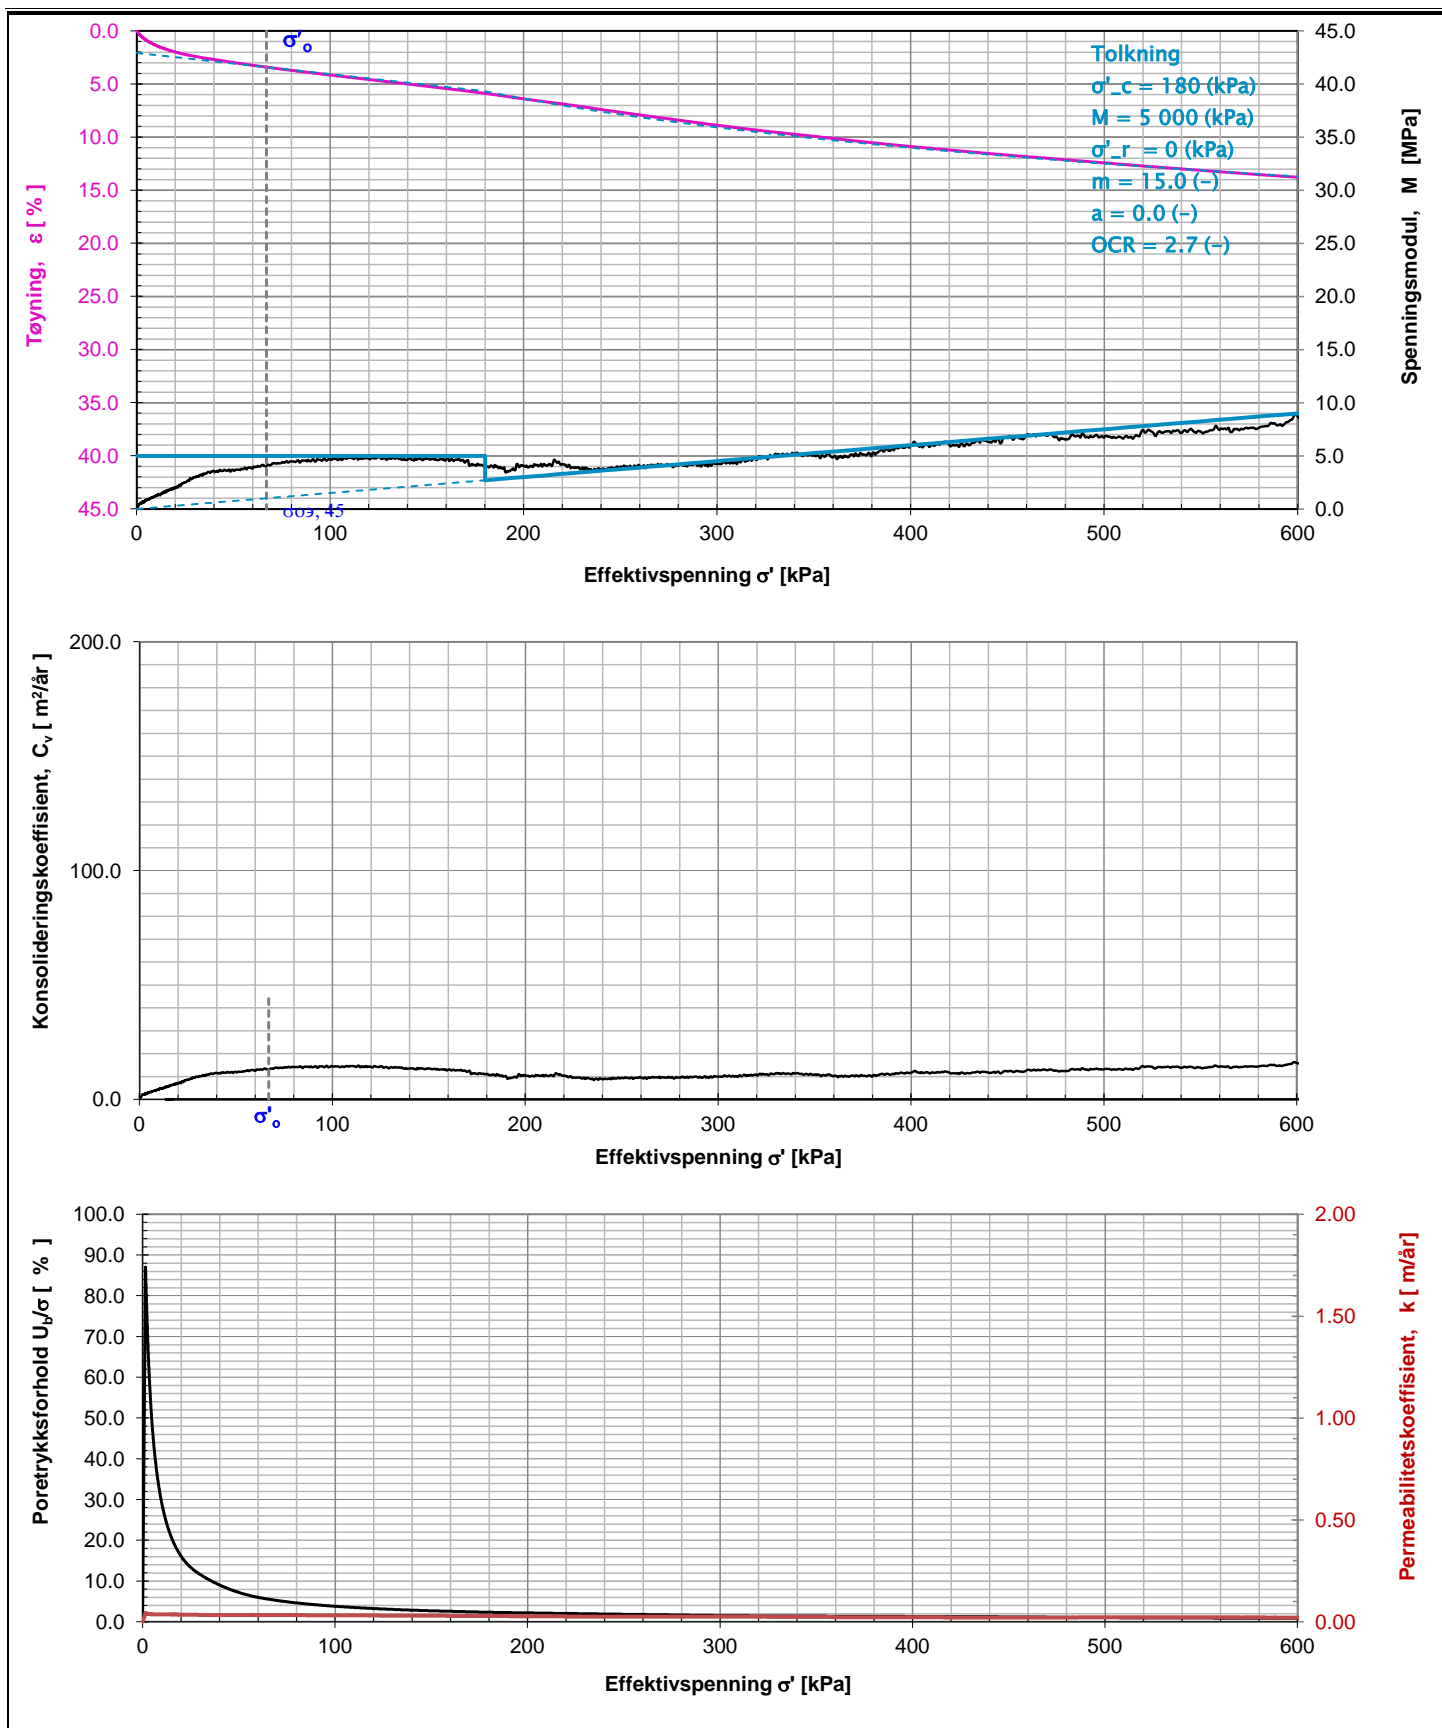 Tøyning, ε [ % ]
0.0
5.0
10.0
15.0
20.0
25.0
30.0
35.0
40.0
45.0
σ'o
Tolkning
σ'_c = 180 (kPa)
M = 5 000 (kPa)
σ'_r = 0 (kPa)
m = 15.0 (–)
a = 0.0 (–)
OCR = 2.7 (–)
45.0
40.0
35.0
30.0
25.0
20.0
15.0
10.0
5.0
0.0
Spenningsmodul, M [MPa]
0 100 200 300 400 500 600
Effektivspenning σ' [kPa]
Konsolideringskoeffisient, Cv [ m²/år ]
200.0
100.0
0.0
σ'o
0 100 200 300 400 500 600
Effektivspenning σ' [kPa]
Poretrykksforhold Ub/σ [ % ]
100.0
90.0
80.0
70.0
60.0
50.0
40.0
30.0
20.0
10.0
0.0
2.00
1.50
1.00
0.50
0.00
Permeabilitetskoeffisient, k [ m/år]
0 100 200 300 400 500 600
Effektivspenning σ' [kPa]